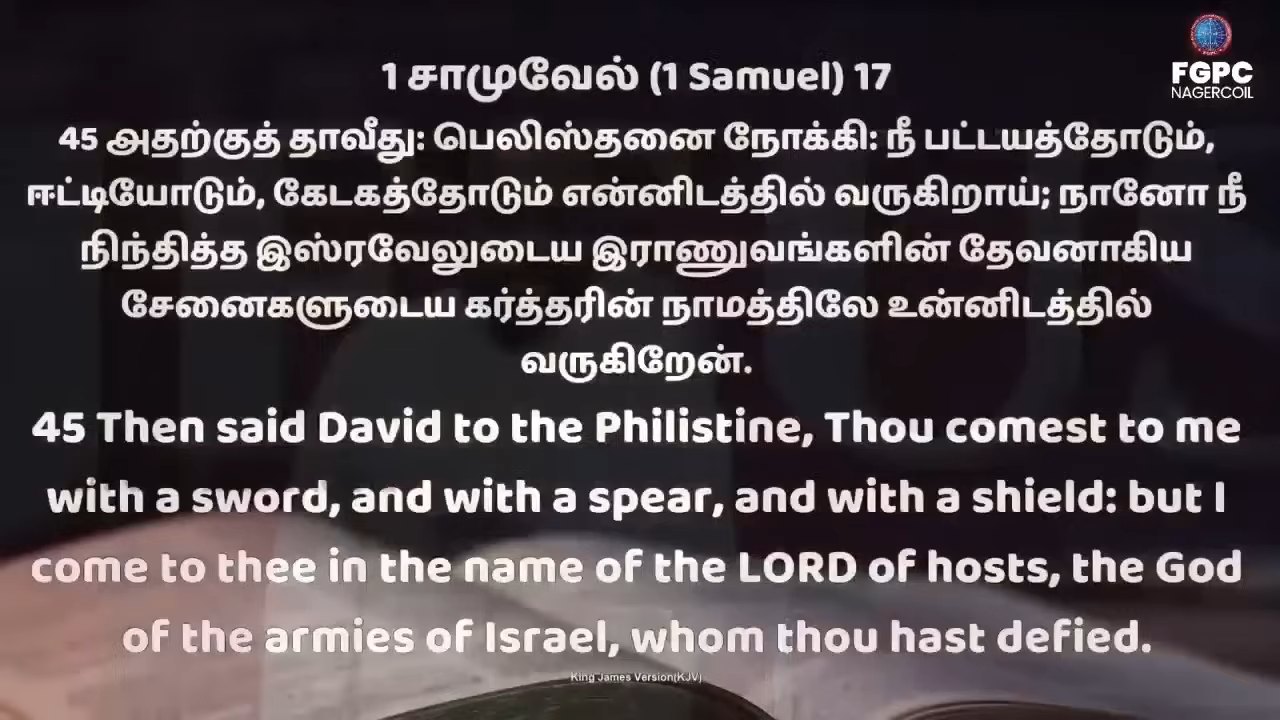 FGPC
NAGERCOIL
1 சாமுவேல் (1 Samuel) 17
45 அதற்குத் தாவீது: பெலிஸ்தனை நோக்கி: நீ பட்டயத்தோடும்,
ஈட்டியோடும், கேடகத்தோடும் என்னிடத்தில் வருகிறாய்; நானோ நீ
நிந்தித்த இஸ்ரவேலுடைய இராணுவங்களின் தேவனாகிய
சேனைகளுடைய கர்த்தரின் நாமத்திலே உன்னிடத்தில்
வருகிறேன்.
45 Then said David to the Philistine, Thou comest to me
with a sword, and with a spear, and with a shield: but I
come to thee in the name of the LORD of hosts, the God
of the armies of Israel, whom thou hast defied.
King James Version(KJV)